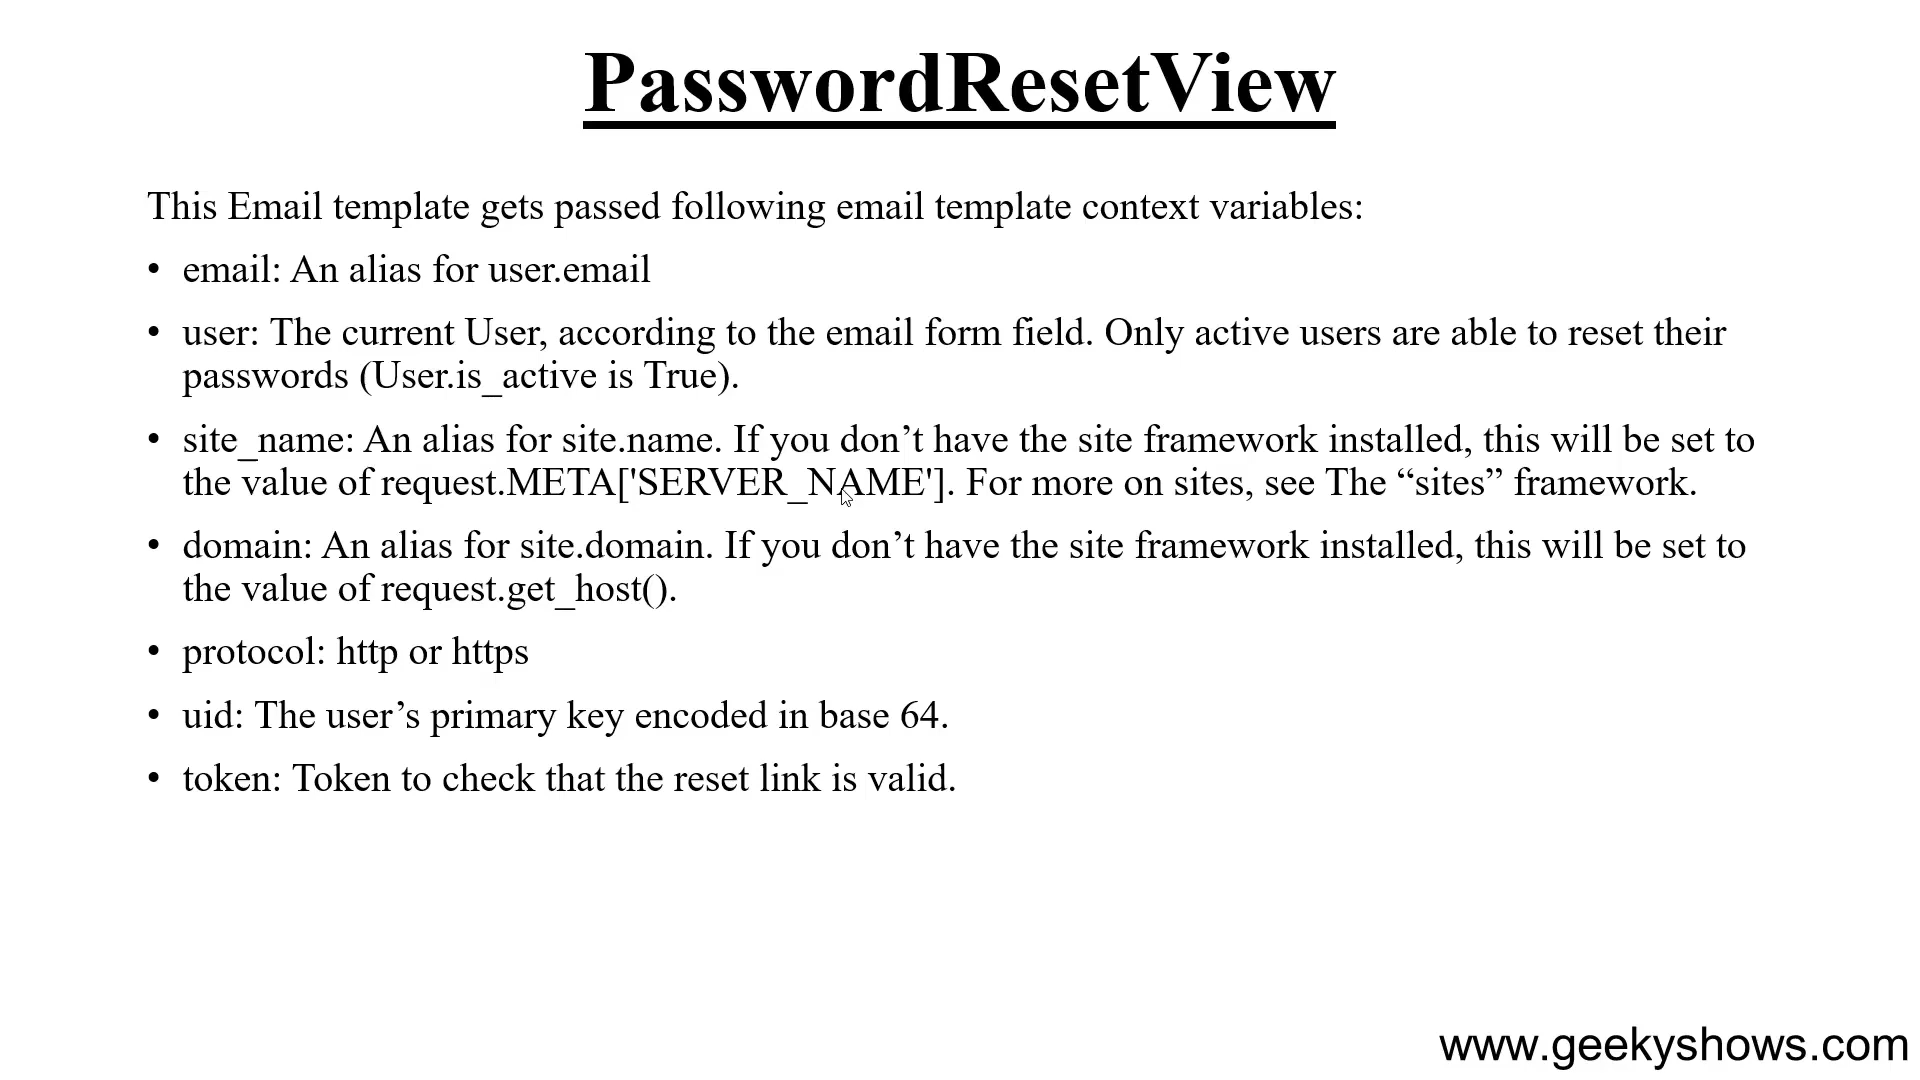 PasswordResetView
This Email template gets passed following email template context variables:
• email: An alias for user.email
• user: The current User, according to the email form field. Only active users are able to reset their
passwords (User.is_active is True).
• site_name: An alias for site.name. If you don’t have the site framework installed, this will be set to
the value of request.META['SERVER_NAME']. For more on sites, see The “sites” framework.
• domain: An alias for site.domain. If you don’t have the site framework installed, this will be set to
the value of request.get_host().
• protocol: http or https
• uid: The user’s primary key encoded in base 64.
• token: Token to check that the reset link is valid.
www.geekyshows.com